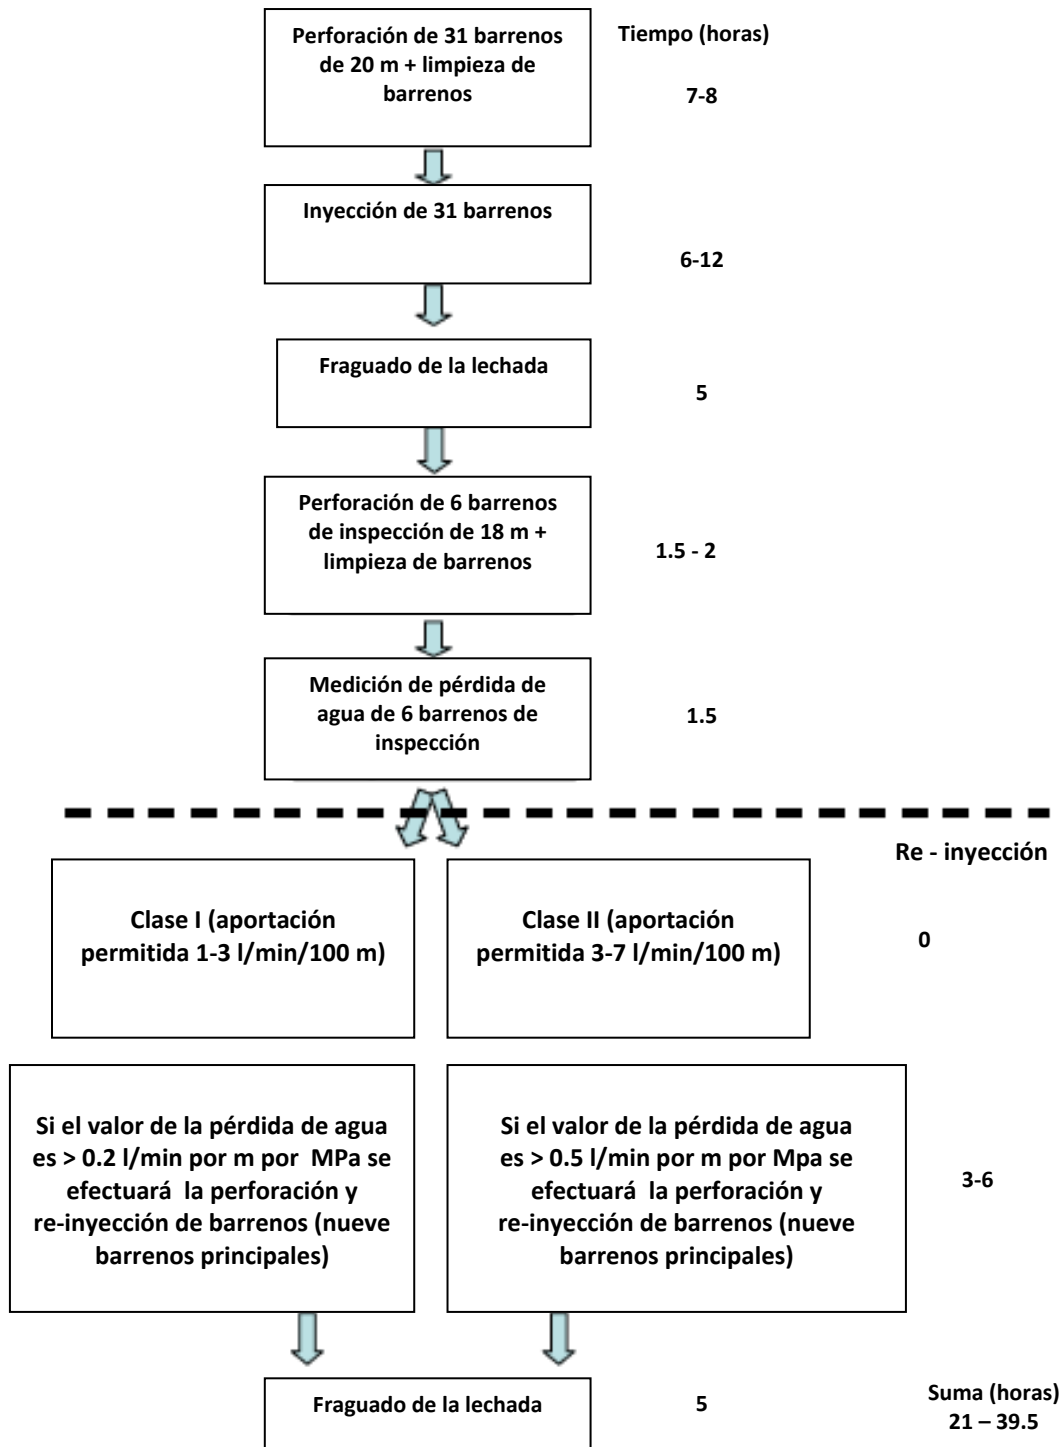 Perforación de 31 barrenos
de 20 m + limpieza de
barrenos
Tiempo (horas)
7-8
Inyección de 31 barrenos
6-12
Fraguado de la lechada
5
Perforación de 6 barrenos
de inspección de 18 m +
limpieza de barrenos
1.5 - 2
Medición de pérdida de
agua de 6 barrenos de
inspección
1.5
Re - inyección
Clase I (aportación
permitida 1-3 l/min/100 m)
Clase II (aportación
permitida 3-7 l/min/100 m)
0
Si el valor de la pérdida de agua
es > 0.2 l/min por m por MPa se
efectuará la perforación y
re-inyección de barrenos (nueve
barrenos principales)
Si el valor de la pérdida de agua
es > 0.5 l/min por m por Mpa se
efectuará la perforación y
re-inyección de barrenos (nueve
barrenos principales)
3-6
Fraguado de la lechada
5
Suma (horas)
21 – 39.5